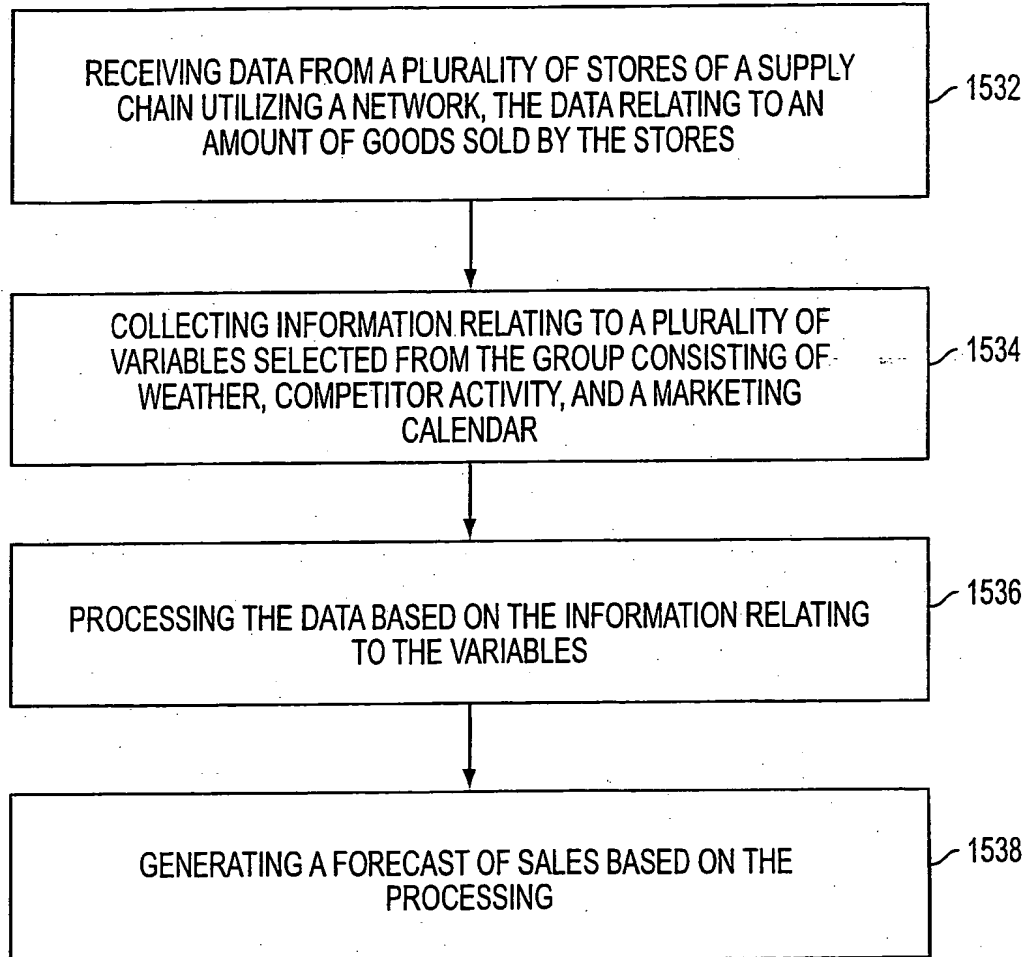 RECEIVING DATA FROM A PLURALITY OF STORES OF A SUPPLY
CHAIN UTILIZING A NETWORK, THE DATA RELATING TO AN
AMOUNT OF GOODS SOLD BY THE STORES
1532
COLLECTING INFORMATION RELATING TO A PLURALITY OF
VARIABLES SELECTED FROM THE GROUP CONSISTING OF
WEATHER, COMPETITOR ACTIVITY, AND A MARKETING
CALENDAR
1534
PROCESSING THE DATA BASED ON THE INFORMATION RELATING
TO THE VARIABLES
1536
GENERATING A FORECAST OF SALES BASED ON THE
PROCESSING
1538